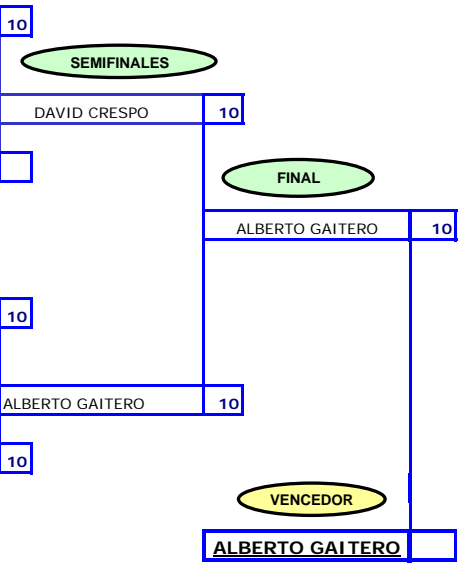 10
SEMIFINALES
DAVID CRESPO 10
FINAL
ALBERTO GAITERO 10
10
ALBERTO GAITERO 10
10
VENCEDOR
ALBERTO GAITERO